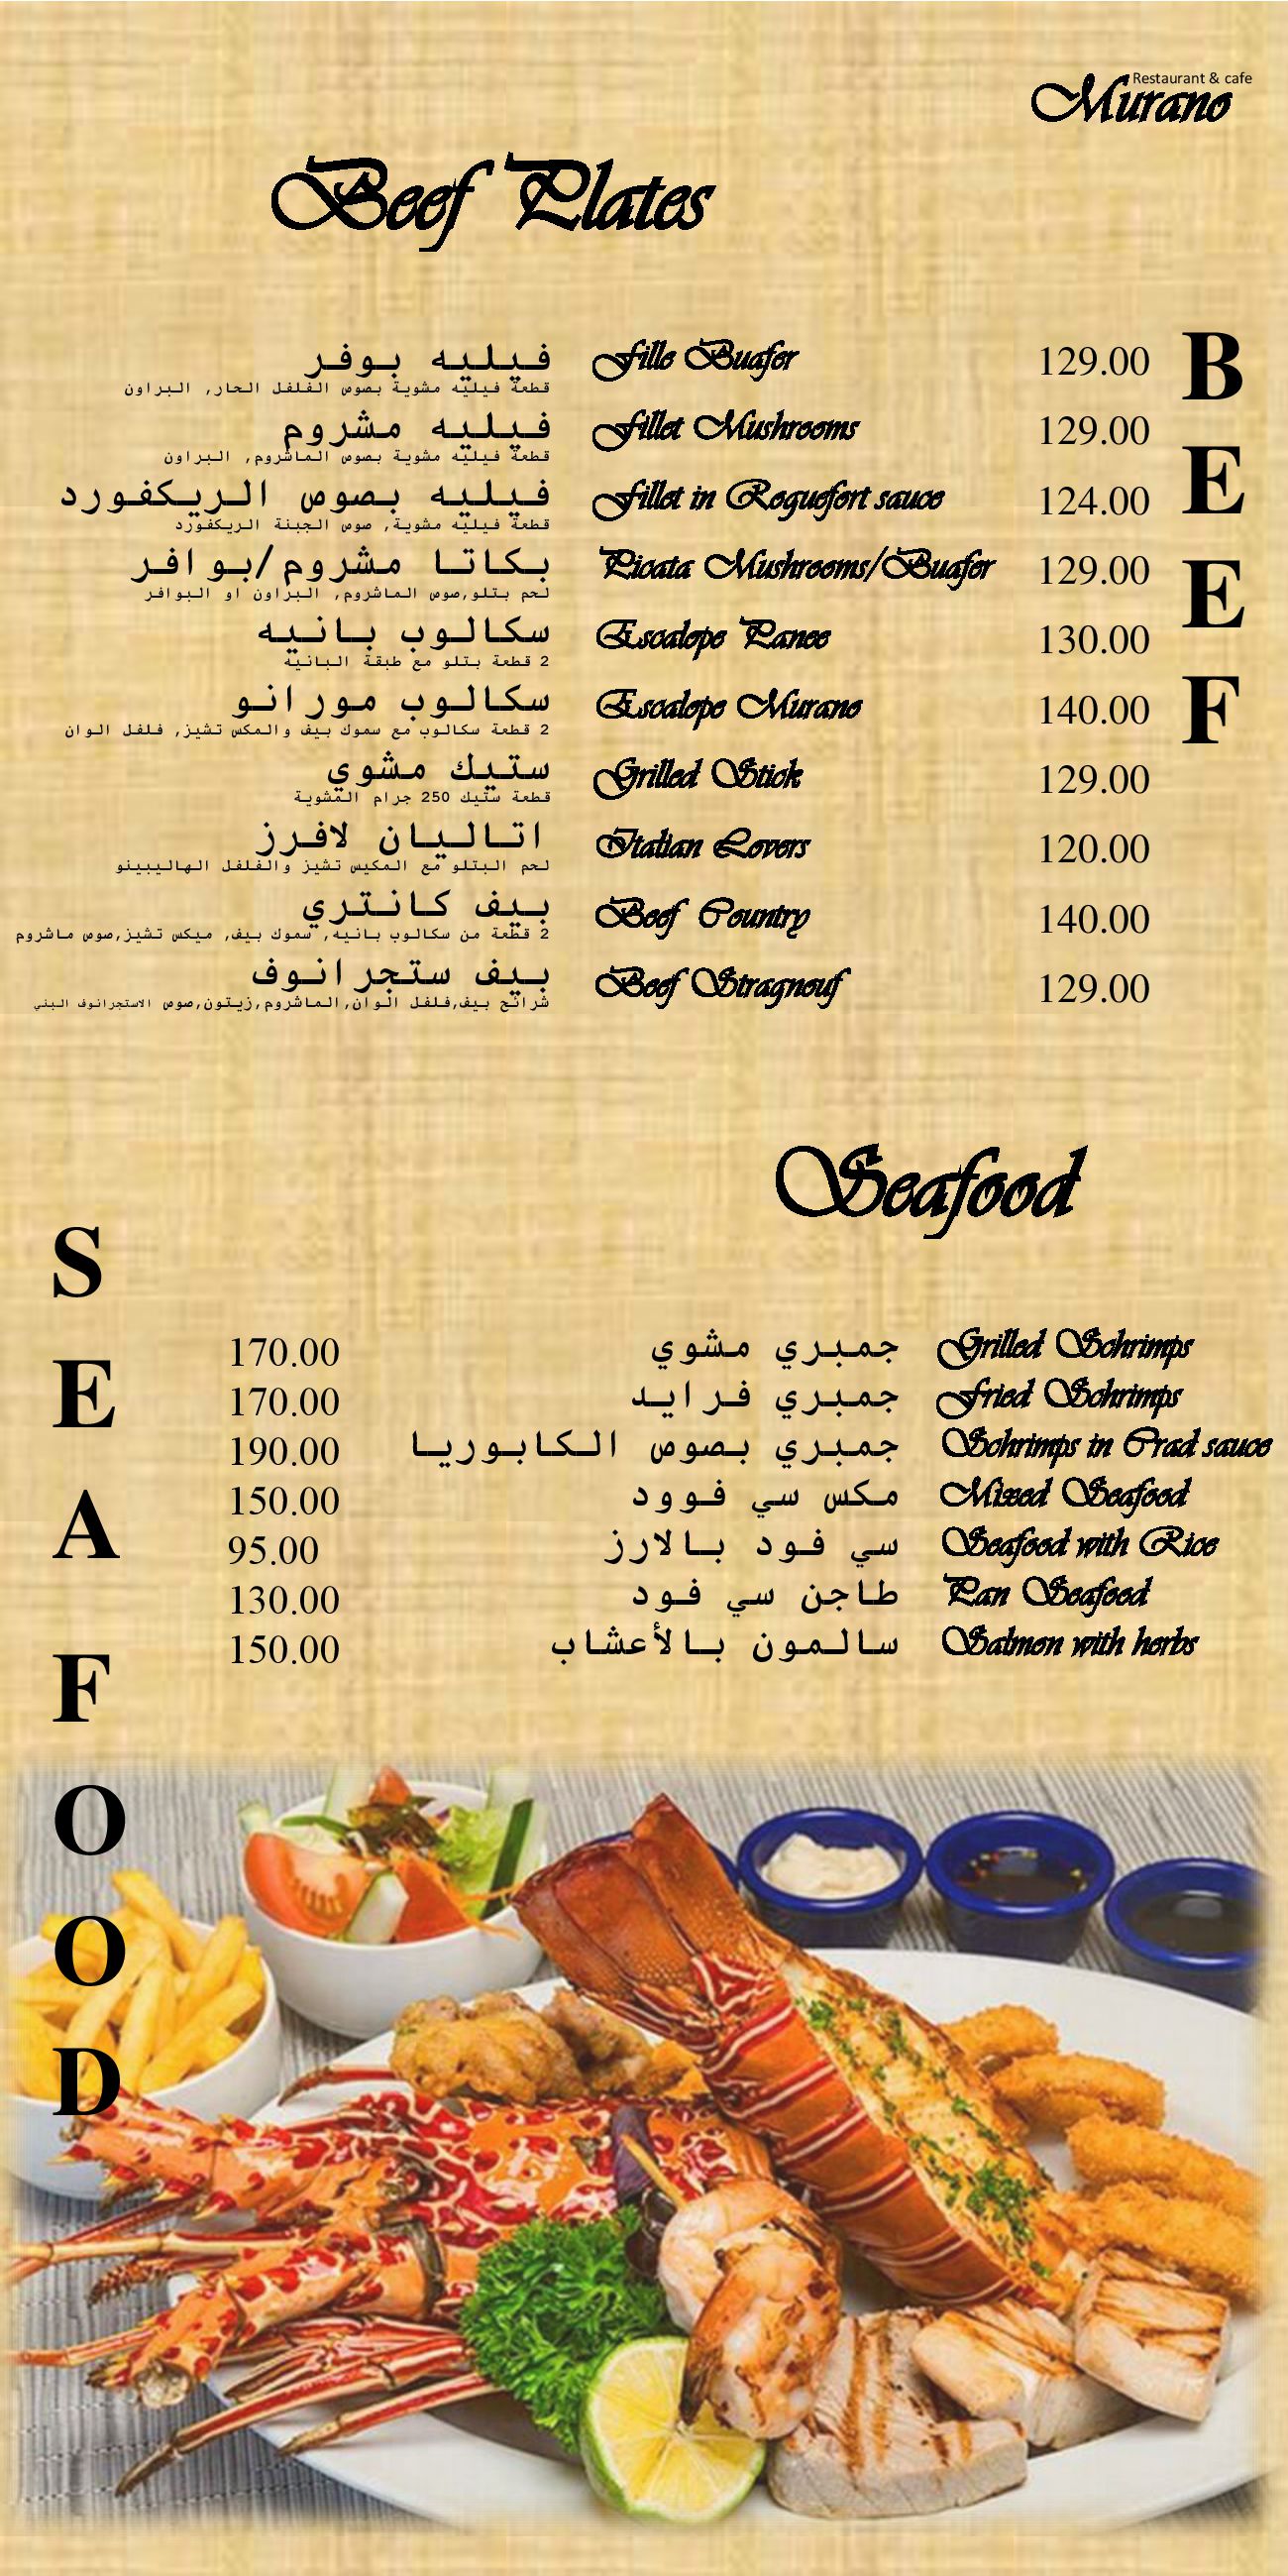 Restaurant & cafe
Murano
Beef Plates
فيليه بوفر Fille Buafer 129.00
قطعة فيليه مشوية بصوص الفلفل الحار, البراون
فيليه مشروم Fillet Mushrooms 129.00
قطعة فيليه مشوية بصوص الماشروم, البراون
فيليه بصوص الريكفورد Fillet in Roguefort sauce 124.00
قطعة فيليه مشوية, صوص الجبنة الريكفورد
بكاتا مشروم/بوافر Picata Mushrooms/Buafer 129.00
لحم بتلو,صوص الماشروم, البراون او البوافر
سكالوب بانيه Escalope Panee 130.00
2 قطعة بتلو مع طبقة البانيه
سكالوب مورانو Escalope Murano 140.00
2 قطعة سكالوب مع سموك بيف والمكس تشيز, فلفل الوان
ستيك مشوي Grilled Stick 129.00
قطعة ستيك 250 جرام المشوية
اتاليان لافرز Italian Lovers 120.00
لحم البتلو مع المكيس تشيز والفلفل الهاليبينو
بيف كانتري Beef Country 140.00
2 قطعة من سكالوب بانيه, سموك بيف, ميكس تشيز,صوص ماشروم
بيف ستجرانوف Beef Stragnouf 129.00
شرائح بيف,فلفل الوان,الماشروم,زيتون,صوص الاستجرانوف البني
B
E
E
F
Seafood
170.00 جمبري مشوي Grilled Schrimps
170.00 جمبري فرايد Fried Schrimps
190.00 جمبري بصوص الكابوريا Schrimps in Crad sauce
150.00 مكس سي فوود Mixed Seafood
95.00 سي فود بالارز Seafood with Rice
130.00 طاجن سي فود Pan Seafood
150.00 سالمون بالأعشاب Salmon with herbs
S
E
A
F
O
O
D